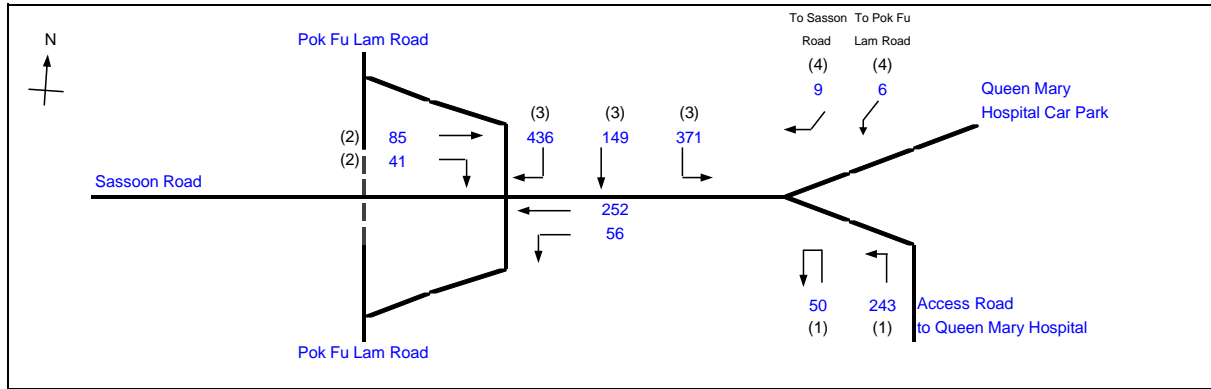 N
Pok Fu Lam Road
To Sasson
Road
To Pok Fu
Lam Road
(4)
(4)
9
6
Queen Mary
Hospital Car Park
(3)
(3)
(3)
(2) 85
436
149
371
(2) 41
Sassoon Road
252
56
50
243
Access Road
(1)
(1)
to Queen Mary Hospital
Pok Fu Lam Road